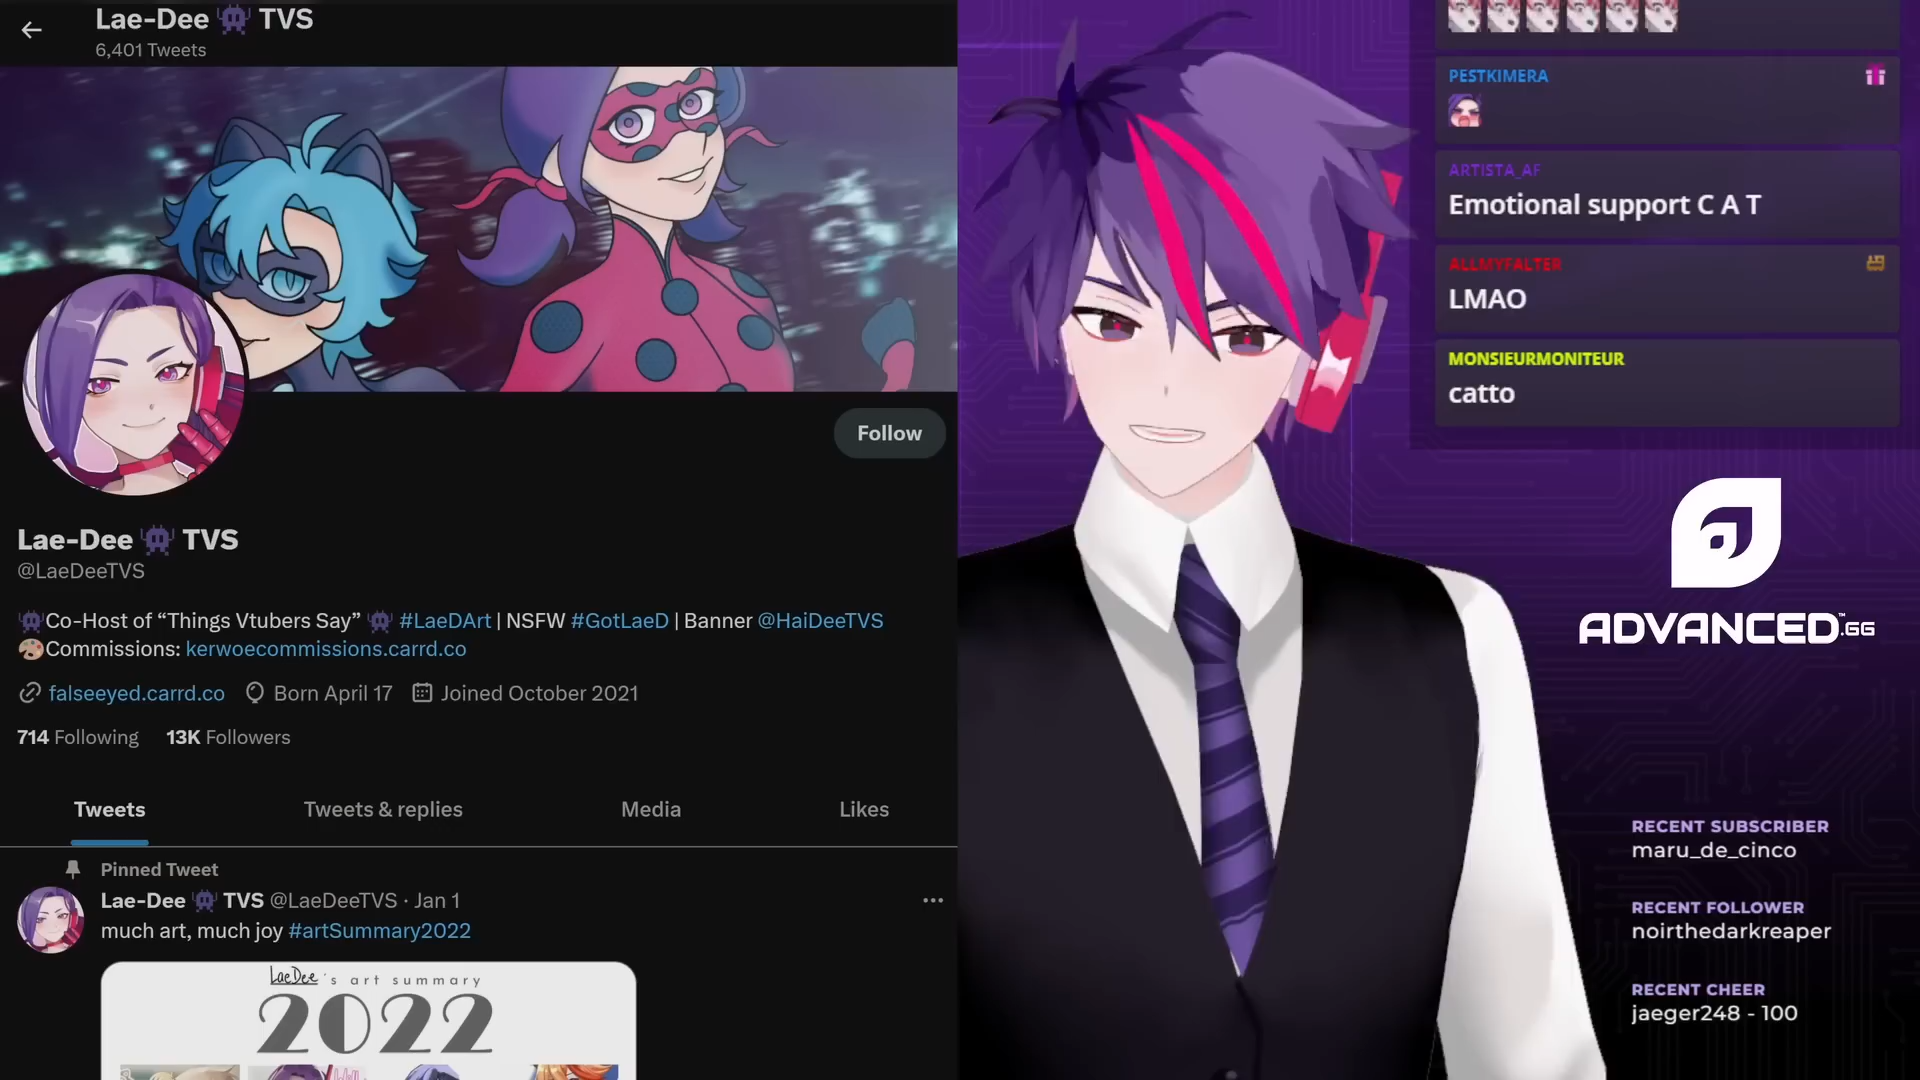 Lae-Dee TVS
6,401 Tweets
Follow
Lae-Dee TVS
@LaeDeeTVS
Co-Host of “Things Vtubers Say” #LaeDArt | NSFW #GotLaeD | Banner @HaiDeeTVS
Commissions: kerwoecommissions.carrd.co
falseeyed.carrd.co Born April 17 Joined October 2021
714 Following 13K Followers
Tweets Tweets & replies Media Likes
Pinned Tweet
Lae-Dee TVS @LaeDeeTVS · Jan 1
much art, much joy #artSummary2022
LaeDee's art summary
2022
PESTKIMERA
ARTISTA_AF
Emotional support C A T
ALLMYFALTER
LMAO
MONSIEURMONITEUR
catto
ADVANCED™.GG
RECENT SUBSCRIBER
maru_de_cinco
RECENT FOLLOWER
noirthedarkreaper
RECENT CHEER
jaeger248 - 100